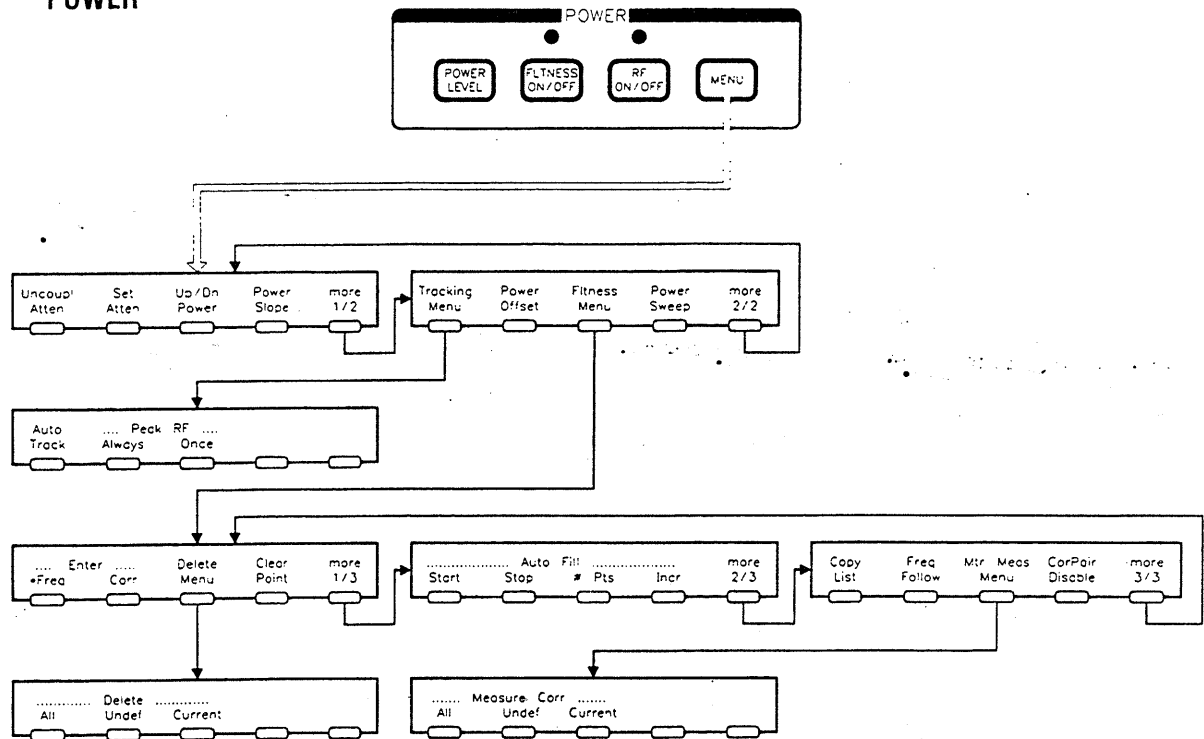 POWER
POWER
POWER LEVEL
FLTNESS ON/OFF
RF ON/OFF
MENU
Uncoupl Atten
Set Atten
Up/Dn Power
Power Slope
more 1/2
Tracking Menu
Power Offset
Fltness Menu
Power Sweep
more 2/2
Auto Track
.... Peak RF ....
Always
Once
.... Enter .....
*Freq
Corr
Delete Menu
Clear Point
more 1/3
Auto Fill
Start
Stop
# Pts
Incr
more 2/3
Copy List
Freq Follow
Mtr Meas Menu
CorPair Disable
more 3/3
Delete
All
Undef
Current
Measure Corr
All
Undef
Current